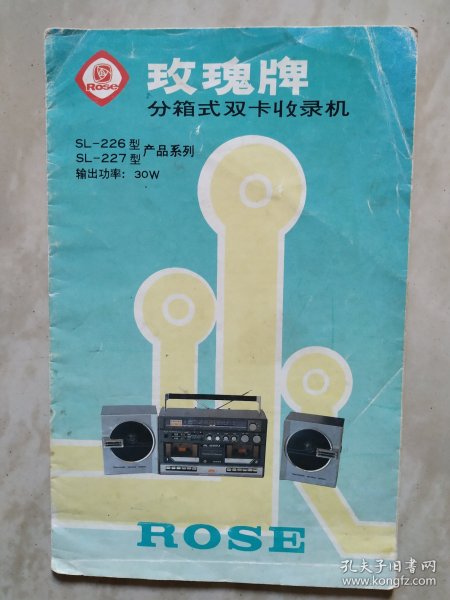 Rose
玫瑰牌
分箱式双卡收录机
SL-226型
SL-227型
产品系列
输出功率: 30W
ROSE
孔夫子旧书网
www.kongfz.com